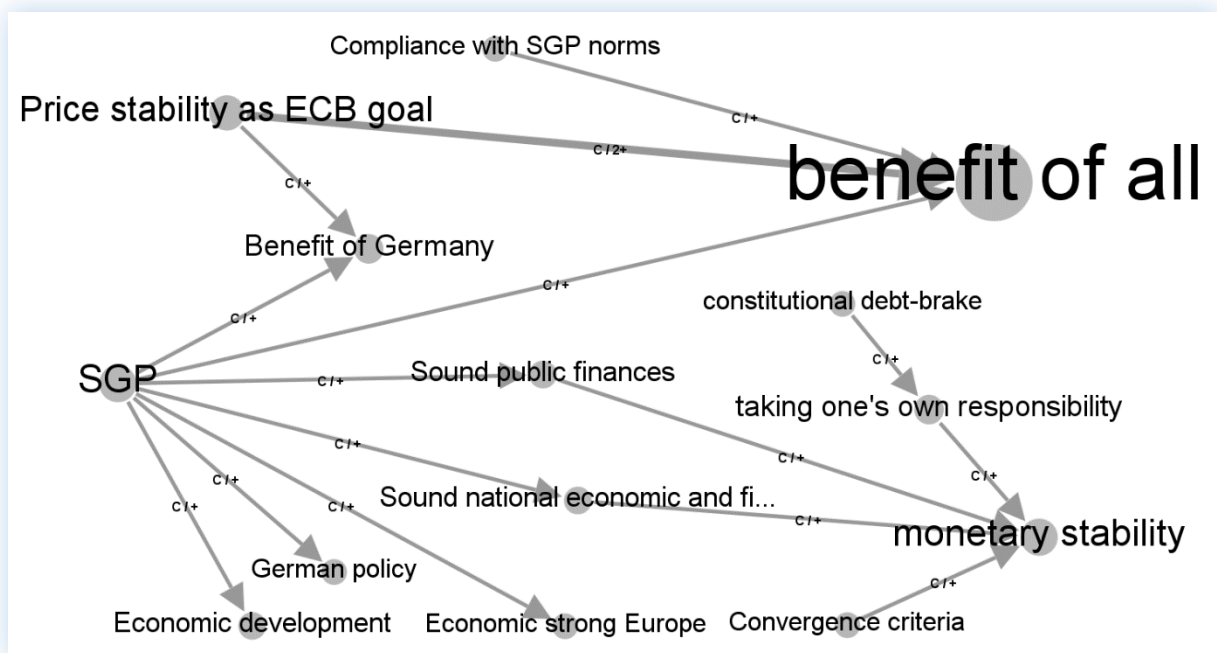 Compliance with SGP norms
Price stability as ECB goal
C / +
C / 2+
benefit of all
C / +
Benefit of Germany
C / +
constitutional debt-brake
C / +
C / +
SGP
C / +
Sound public finances
taking one's own responsibility
C / +
C / +
C / +
C / +
Sound national economic and fi...
C / +
C / +
C / +
monetary stability
German policy
C / +
Economic development
Economic strong Europe
Convergence criteria